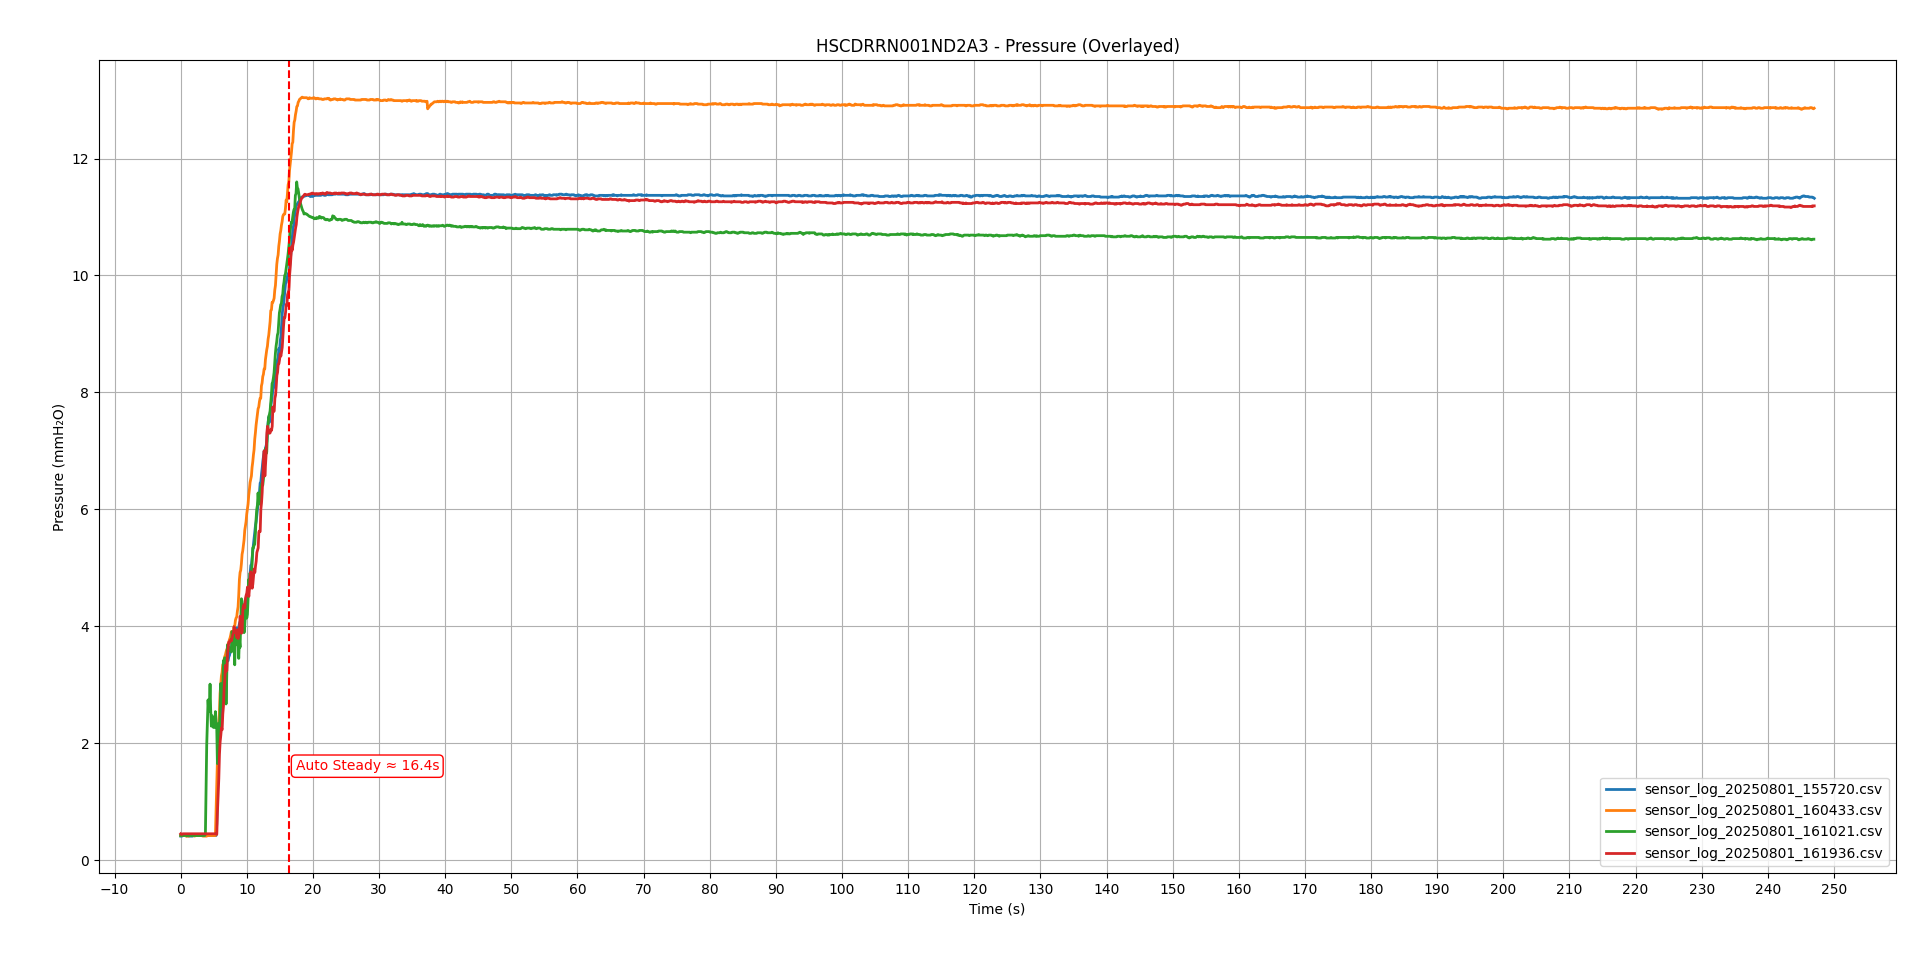 HSCDRRN001ND2A3 - Pressure (Overlayed)
Pressure (mmH₂O)
12
10
8
6
4
2
0
Auto Steady ≈ 16.4s
sensor_log_20250801_155720.csv
sensor_log_20250801_160433.csv
sensor_log_20250801_161021.csv
sensor_log_20250801_161936.csv
−10 0 10 20 30 40 50 60 70 80 90 100 110 120 130 140 150 160 170 180 190 200 210 220 230 240 250
Time (s)